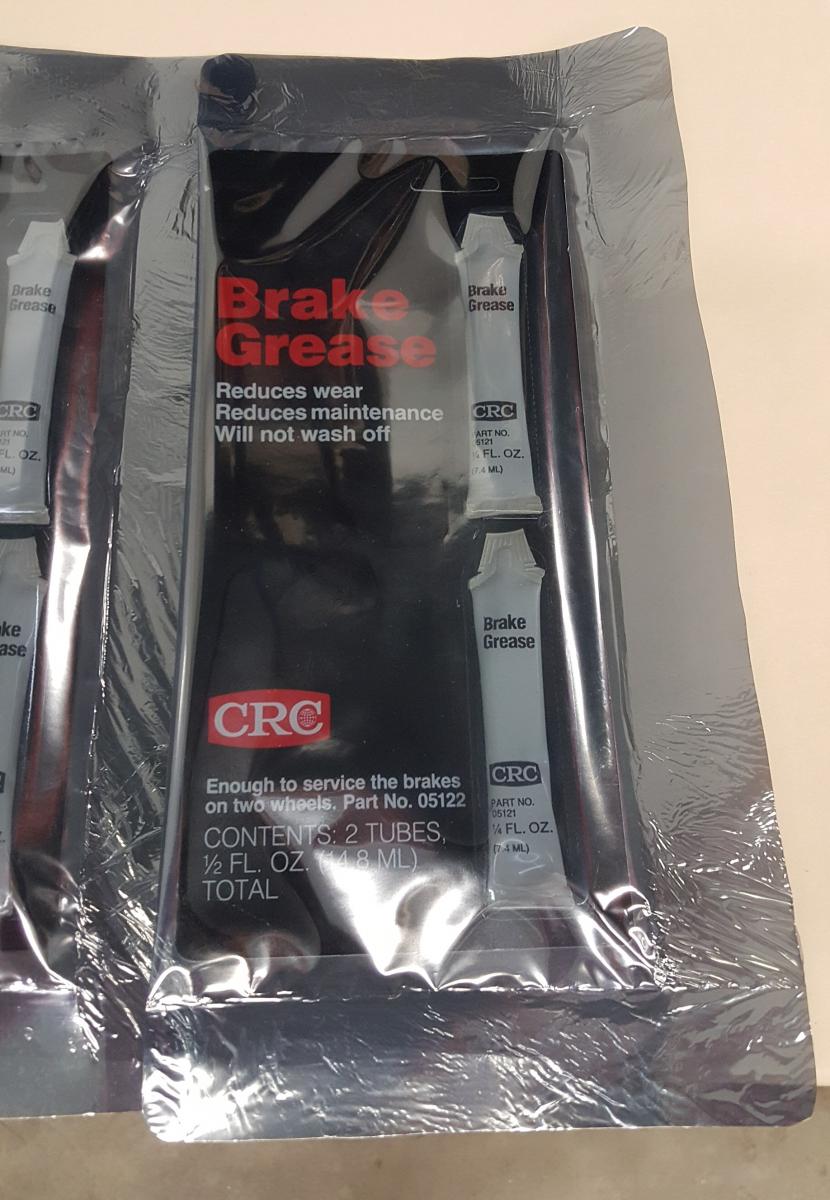 Brake
Grease
Reduces wear
Reduces maintenance
Will not wash off
CRC
Enough to service the brakes
on two wheels. Part No. 05122
CONTENTS: 2 TUBES,
½ FL. OZ. (14.8 ML)
TOTAL
Brake
Grease
CRC
PART NO.
05121
¼ FL. OZ.
(7.4 ML)
Brake
Grease
CRC
PART NO.
05121
¼ FL. OZ.
(7.4 ML)
Brake
Grease
CRC
FL. OZ.